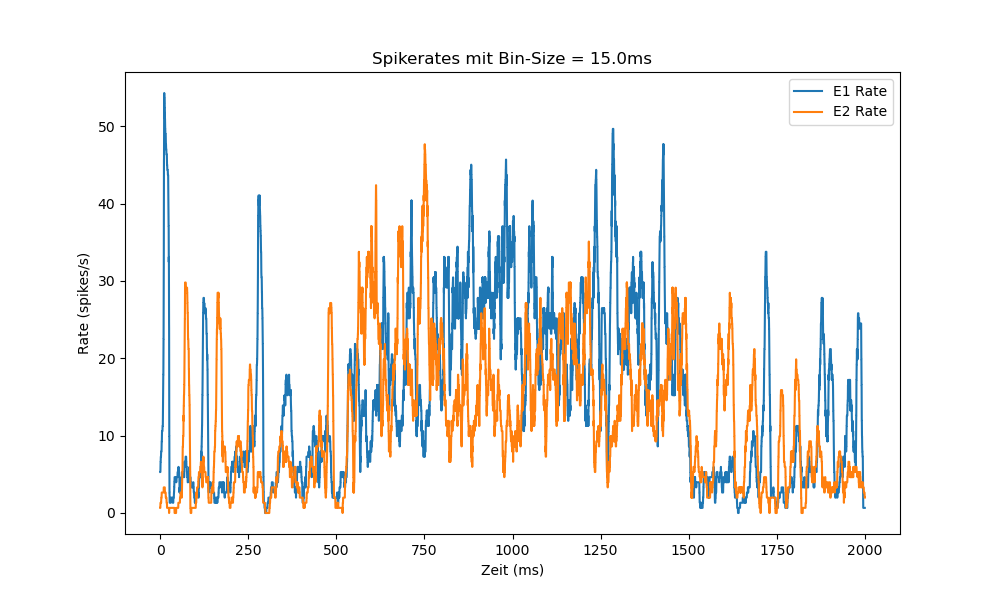 Spikerates mit Bin-Size = 15.0ms
E1 Rate
E2 Rate
Rate (spikes/s)
50
40
30
20
10
0
0 250 500 750 1000 1250 1500 1750 2000
Zeit (ms)